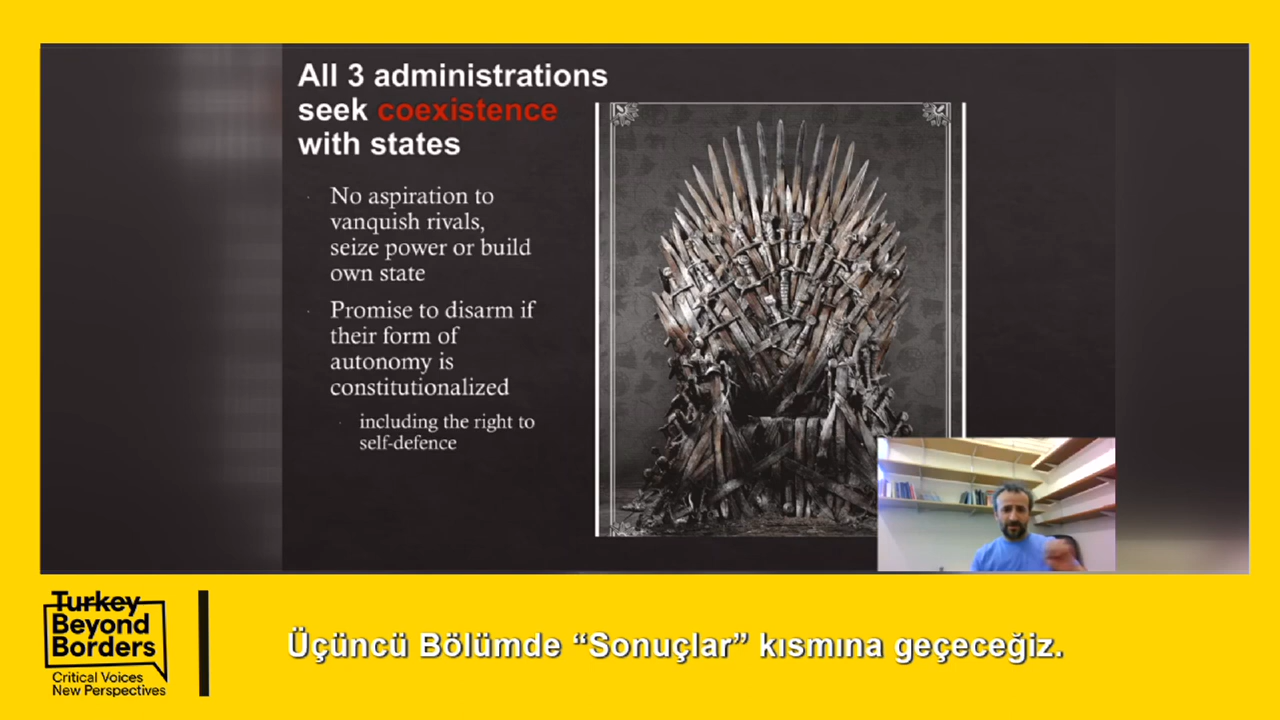 All 3 administrations
seek coexistence
with states
No aspiration to
vanquish rivals,
seize power or build
own state
Promise to disarm if
their form of
autonomy is
constitutionalized
including the right to
self-defence
Turkey
Beyond
Borders
Critical Voices
New Perspectives
Üçüncü Bölümde “Sonuçlar” kısmına geçeceğiz.